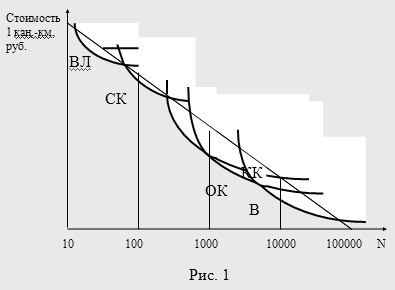 Стоимость
1 кан.-км,
руб.
ВЛ
СК
КК
ОК
В
10 100 1000 10000 100000 N
Рис. 1